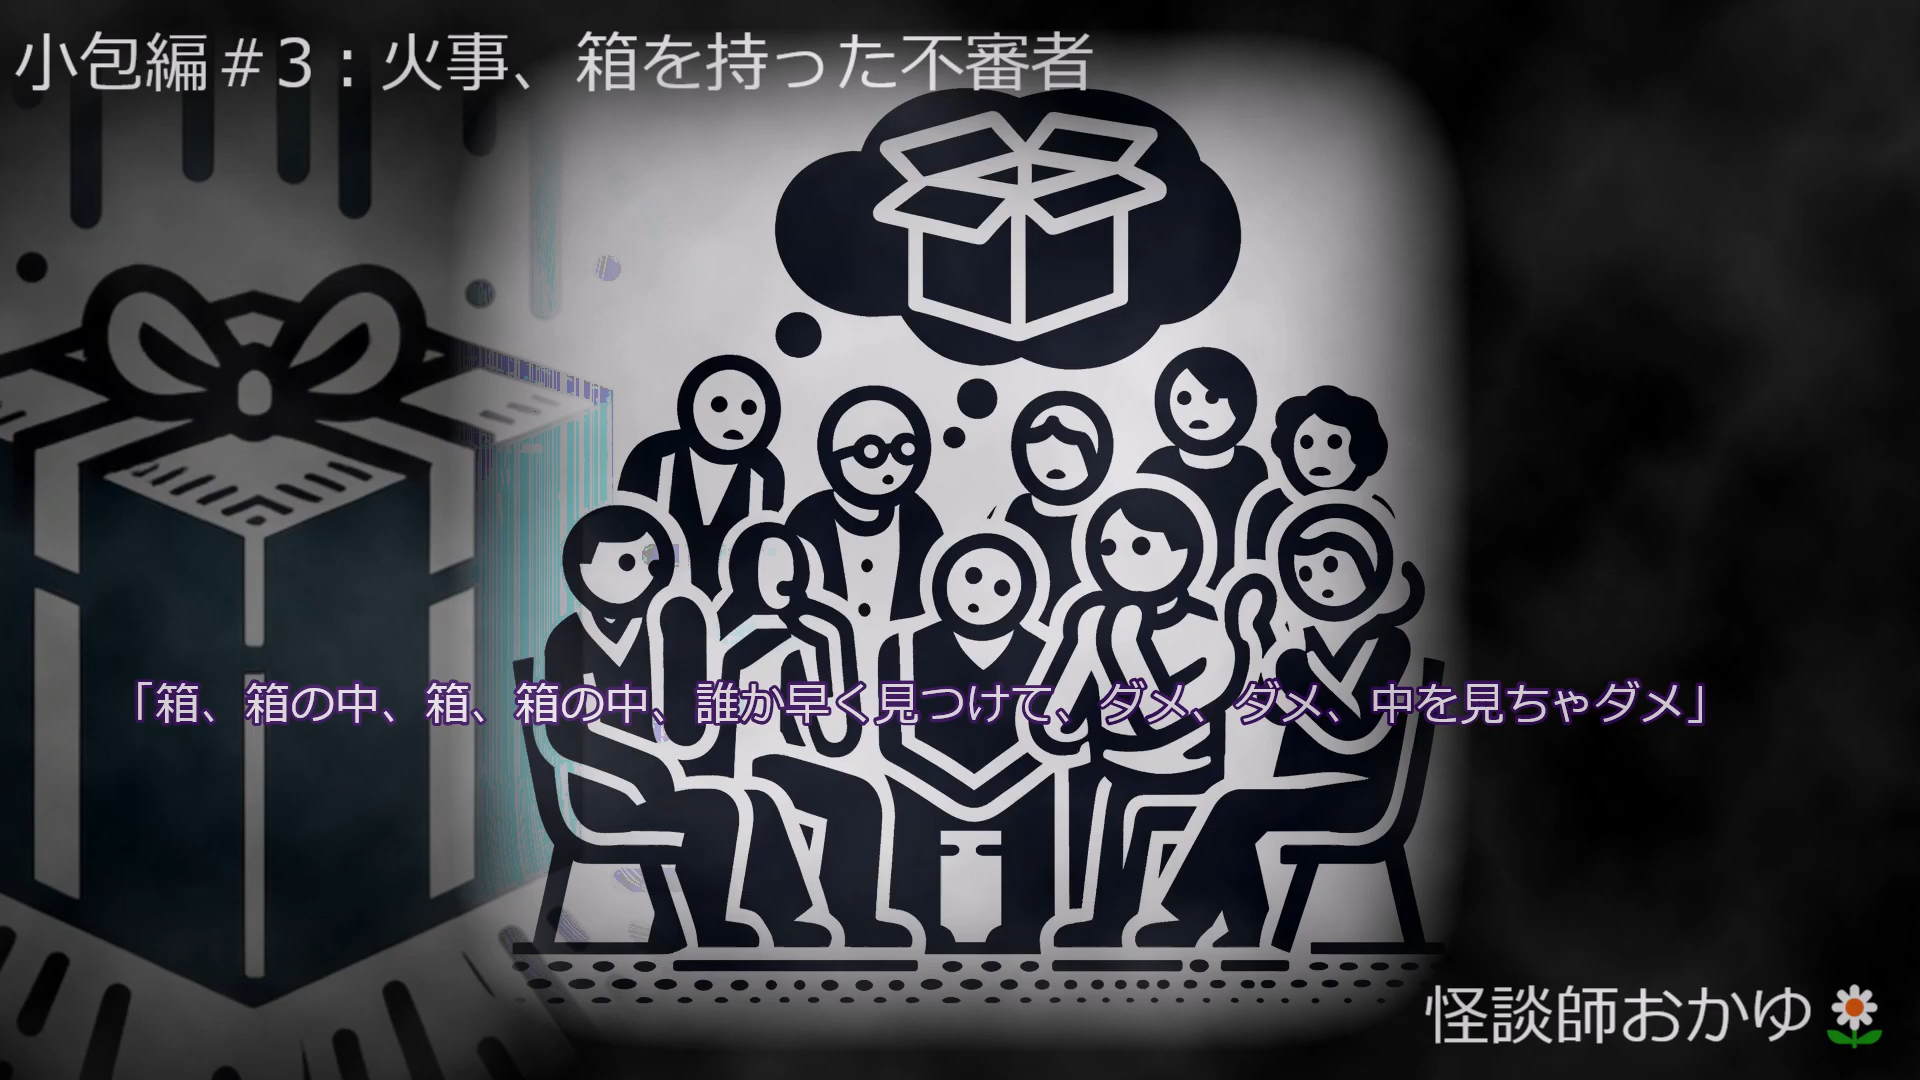 小包編＃3：火事、箱を持った不審者
「箱、箱の中、箱、箱の中、誰か早く見つけて、ダメ、ダメ、中を見ちゃダメ」
怪談師おかゆ